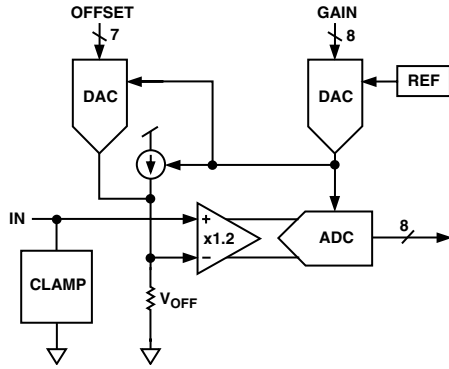 OFFSET
GAIN
7
8
DAC
DAC
REF
IN
+
x1.2
−
ADC
8
CLAMP
VOFF